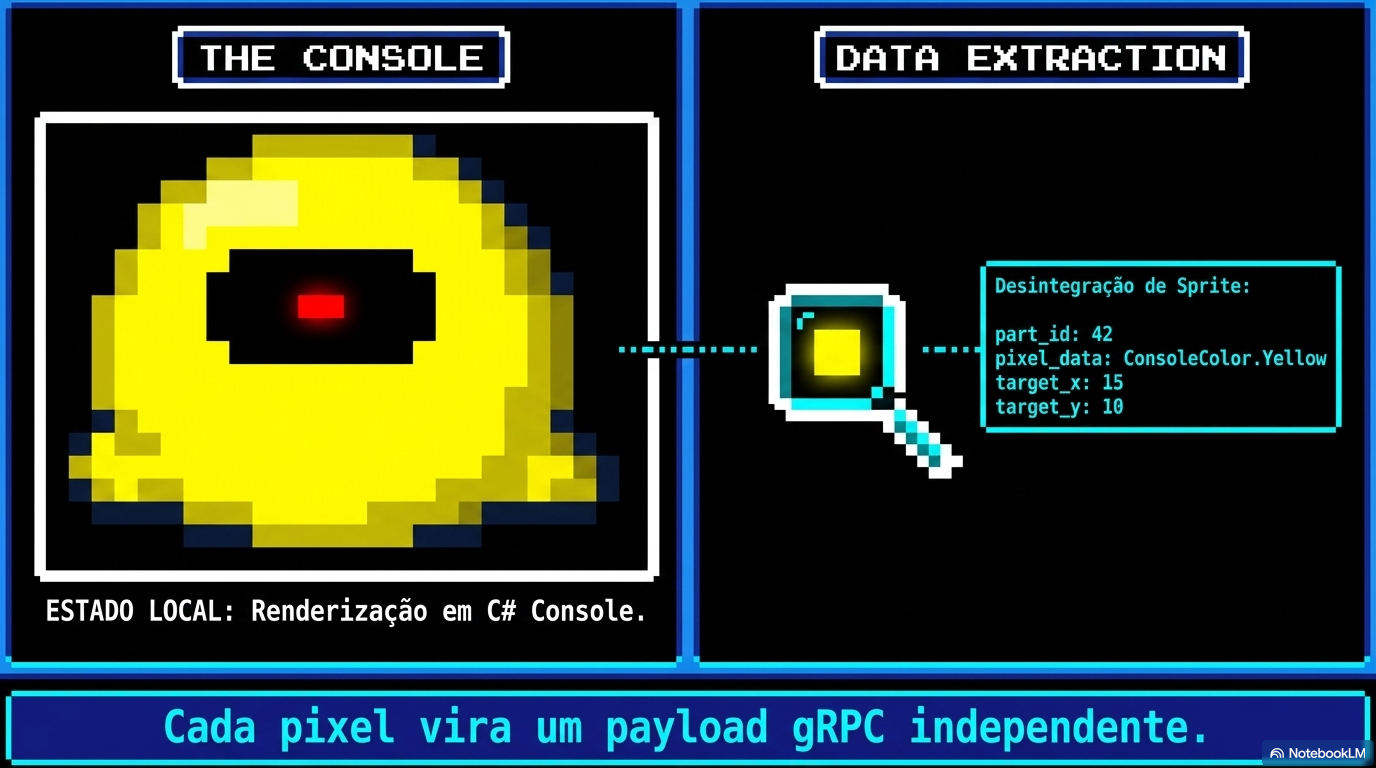 THE CONSOLE
ESTADO LOCAL: Renderização em C# Console.
DATA EXTRACTION
Desintegração de Sprite:
part_id: 42
pixel_data: ConsoleColor.Yellow
target_x: 15
target_y: 10
Cada pixel vira um payload gRPC independente.
NotebookLM